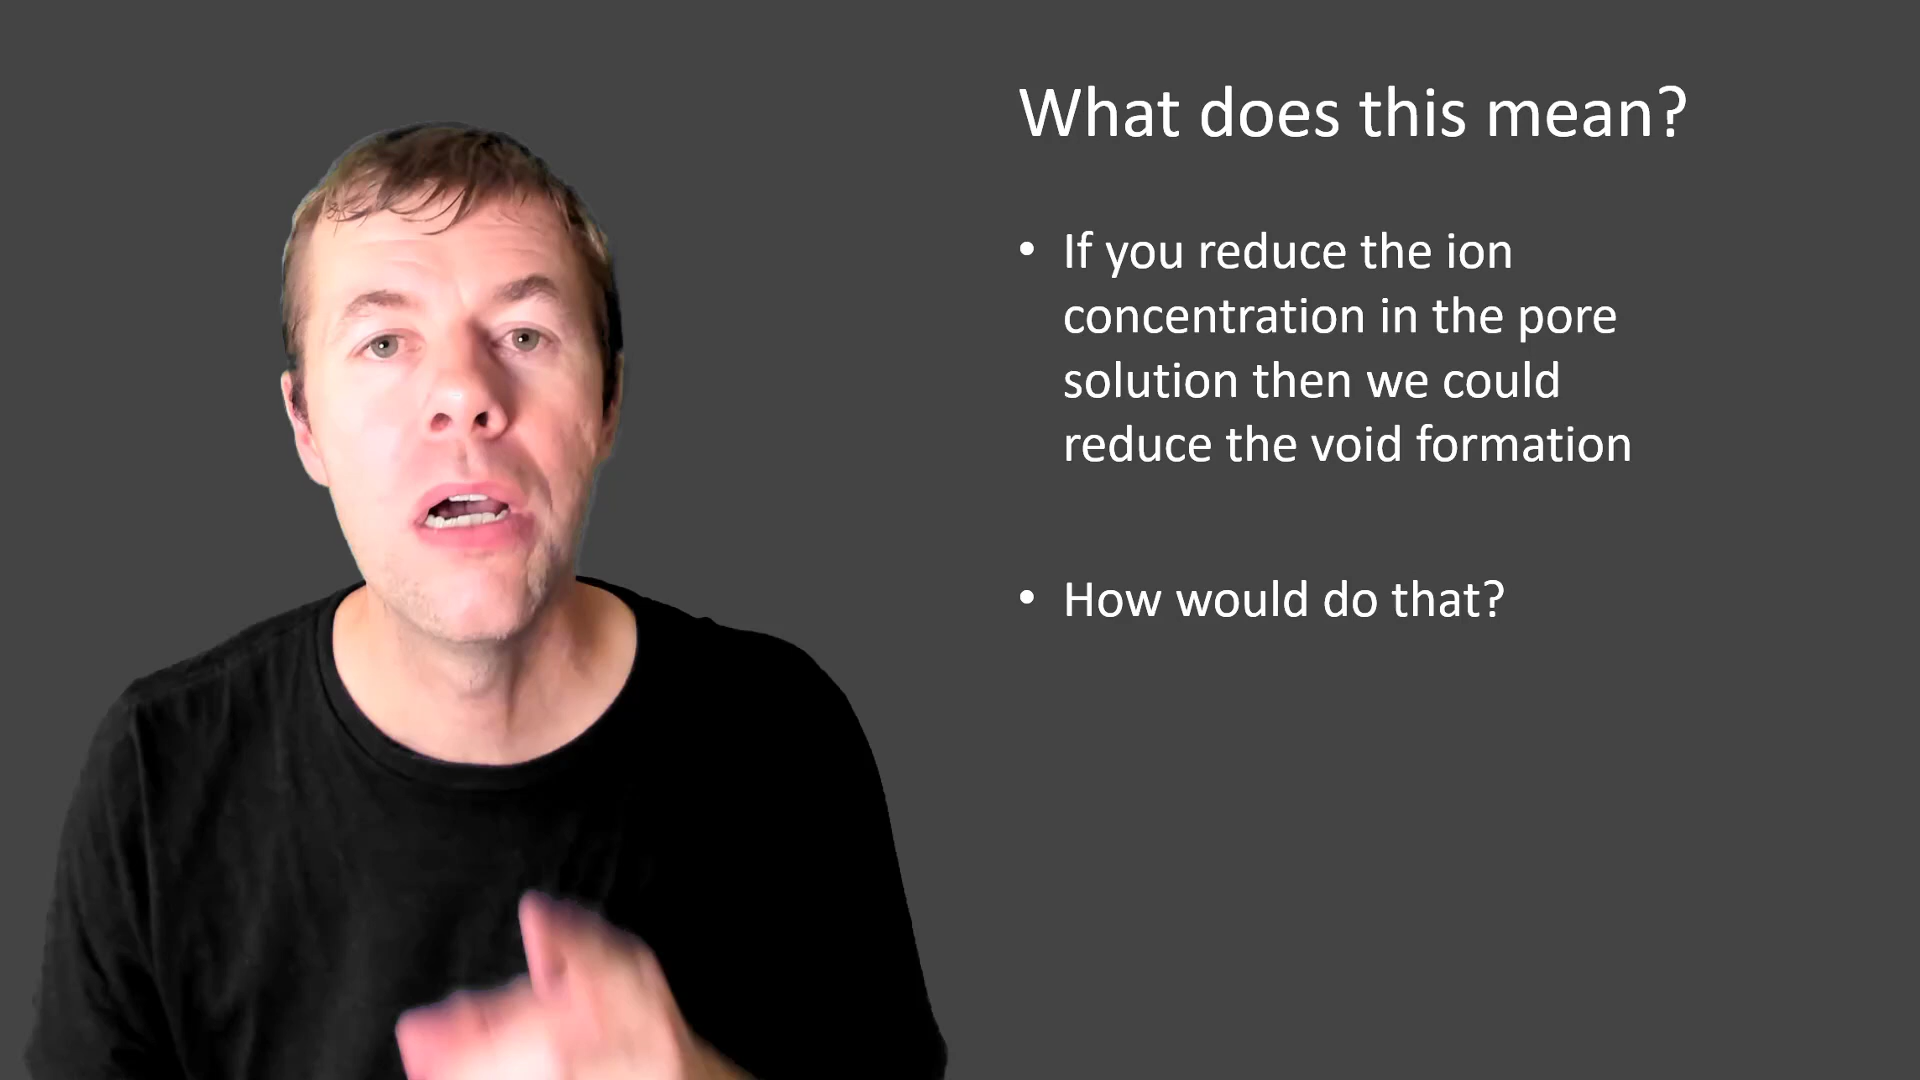 What does this mean?
• If you reduce the ion
concentration in the pore
solution then we could
reduce the void formation
• How would do that?